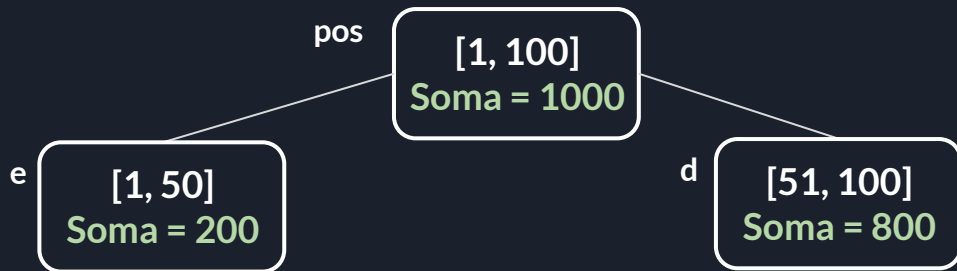 pos
[1, 100]
Soma = 1000
e
[1, 50]
Soma = 200
d
[51, 100]
Soma = 800